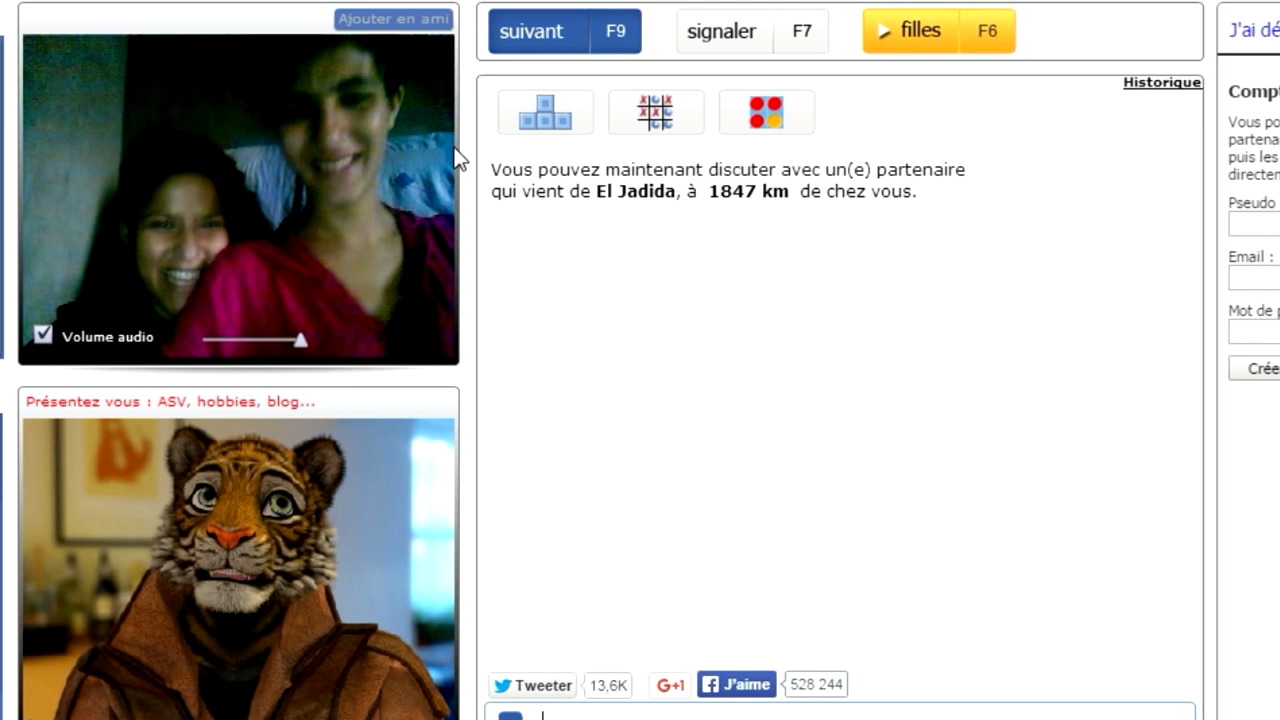 Ajouter en ami
Volume audio
Présentez vous : ASV, hobbies, blog...
suivant F9
signaler F7
filles F6
Historique
Vous pouvez maintenant discuter avec un(e) partenaire
qui vient de El Jadida, à 1847 km de chez vous.
Tweeter 13,6K G+1 J'aime 528 244
J'ai dé
Compt
Vous po
partena
puis les
directem
Pseudo
Email :
Mot de p
Crée